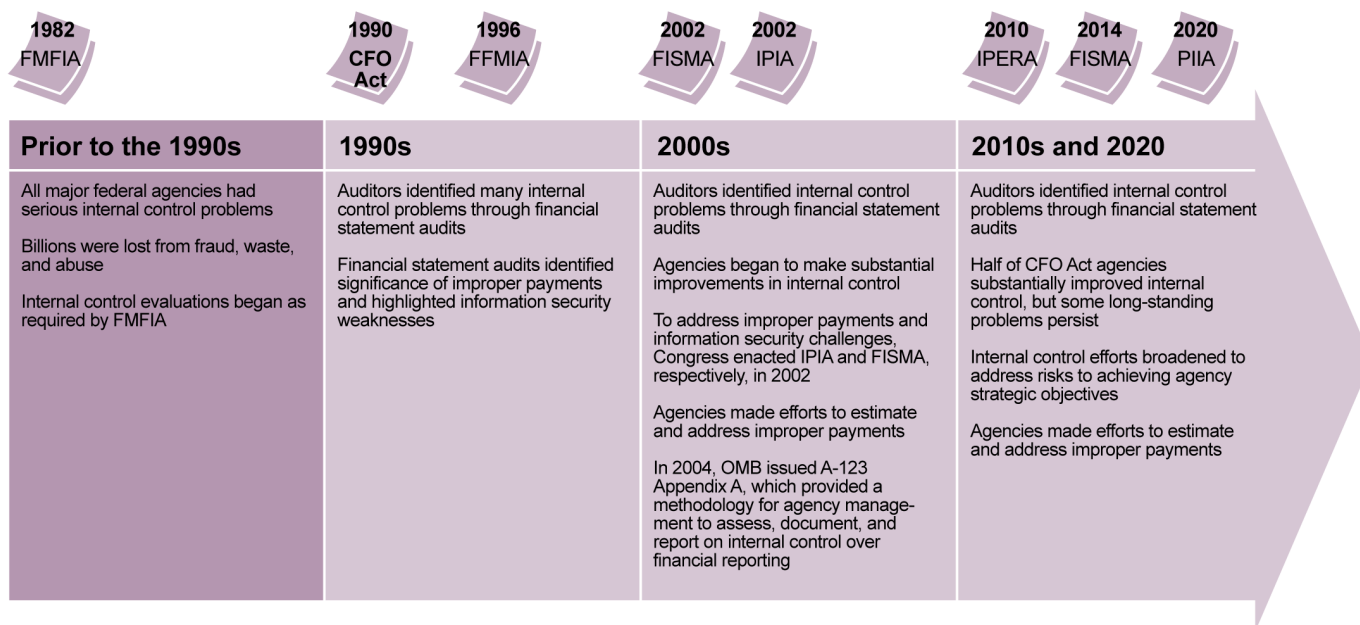 1982
FMFIA
1990
CFO
Act
1996
FFMIA
2002
FISMA
2002
IPIA
2010
IPERA
2014
FISMA
2020
PIIA
Prior to the 1990s
All major federal agencies had
serious internal control problems
Billions were lost from fraud, waste,
and abuse
Internal control evaluations began as
required by FMFIA
1990s
Auditors identified many internal
control problems through financial
statement audits
Financial statement audits identified
significance of improper payments
and highlighted information security
weaknesses
2000s
Auditors identified internal control
problems through financial statement
audits
Agencies began to make substantial
improvements in internal control
To address improper payments and
information security challenges,
Congress enacted IPIA and FISMA,
respectively, in 2002
Agencies made efforts to estimate
and address improper payments
In 2004, OMB issued A-123
Appendix A, which provided a
methodology for agency manage-
ment to assess, document, and
report on internal control over
financial reporting
2010s and 2020
Auditors identified internal control
problems through financial statement
audits
Half of CFO Act agencies
substantially improved internal
control, but some long-standing
problems persist
Internal control efforts broadened to
address risks to achieving agency
strategic objectives
Agencies made efforts to estimate
and address improper payments